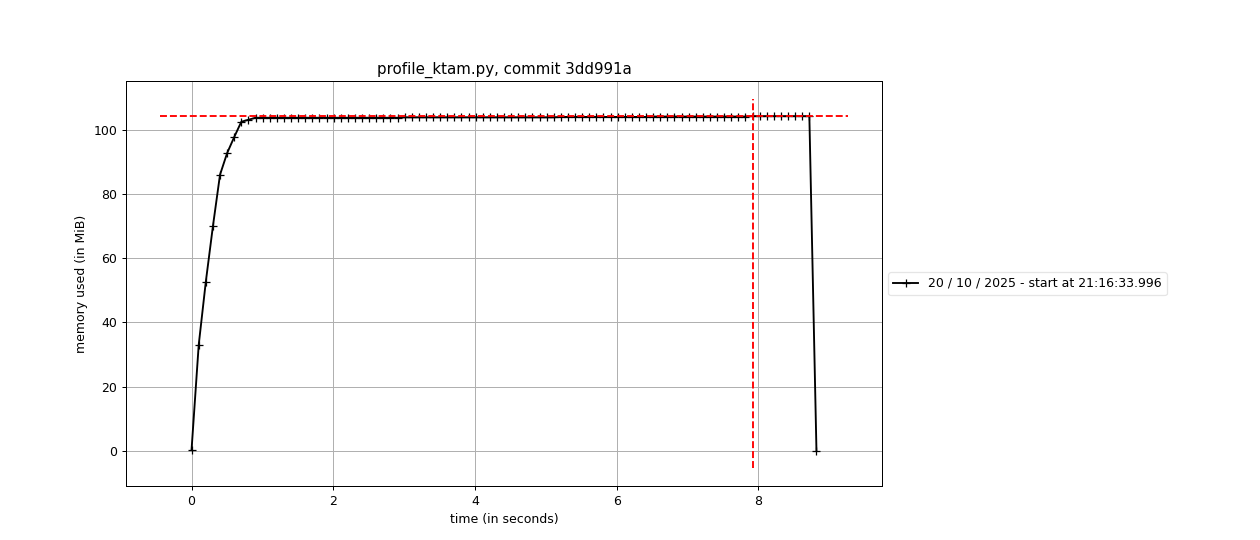 profile_ktam.py, commit 3dd991a
memory used (in MiB)
100
80
60
40
20
0
0 2 4 6 8
time (in seconds)
20 / 10 / 2025 - start at 21:16:33.996